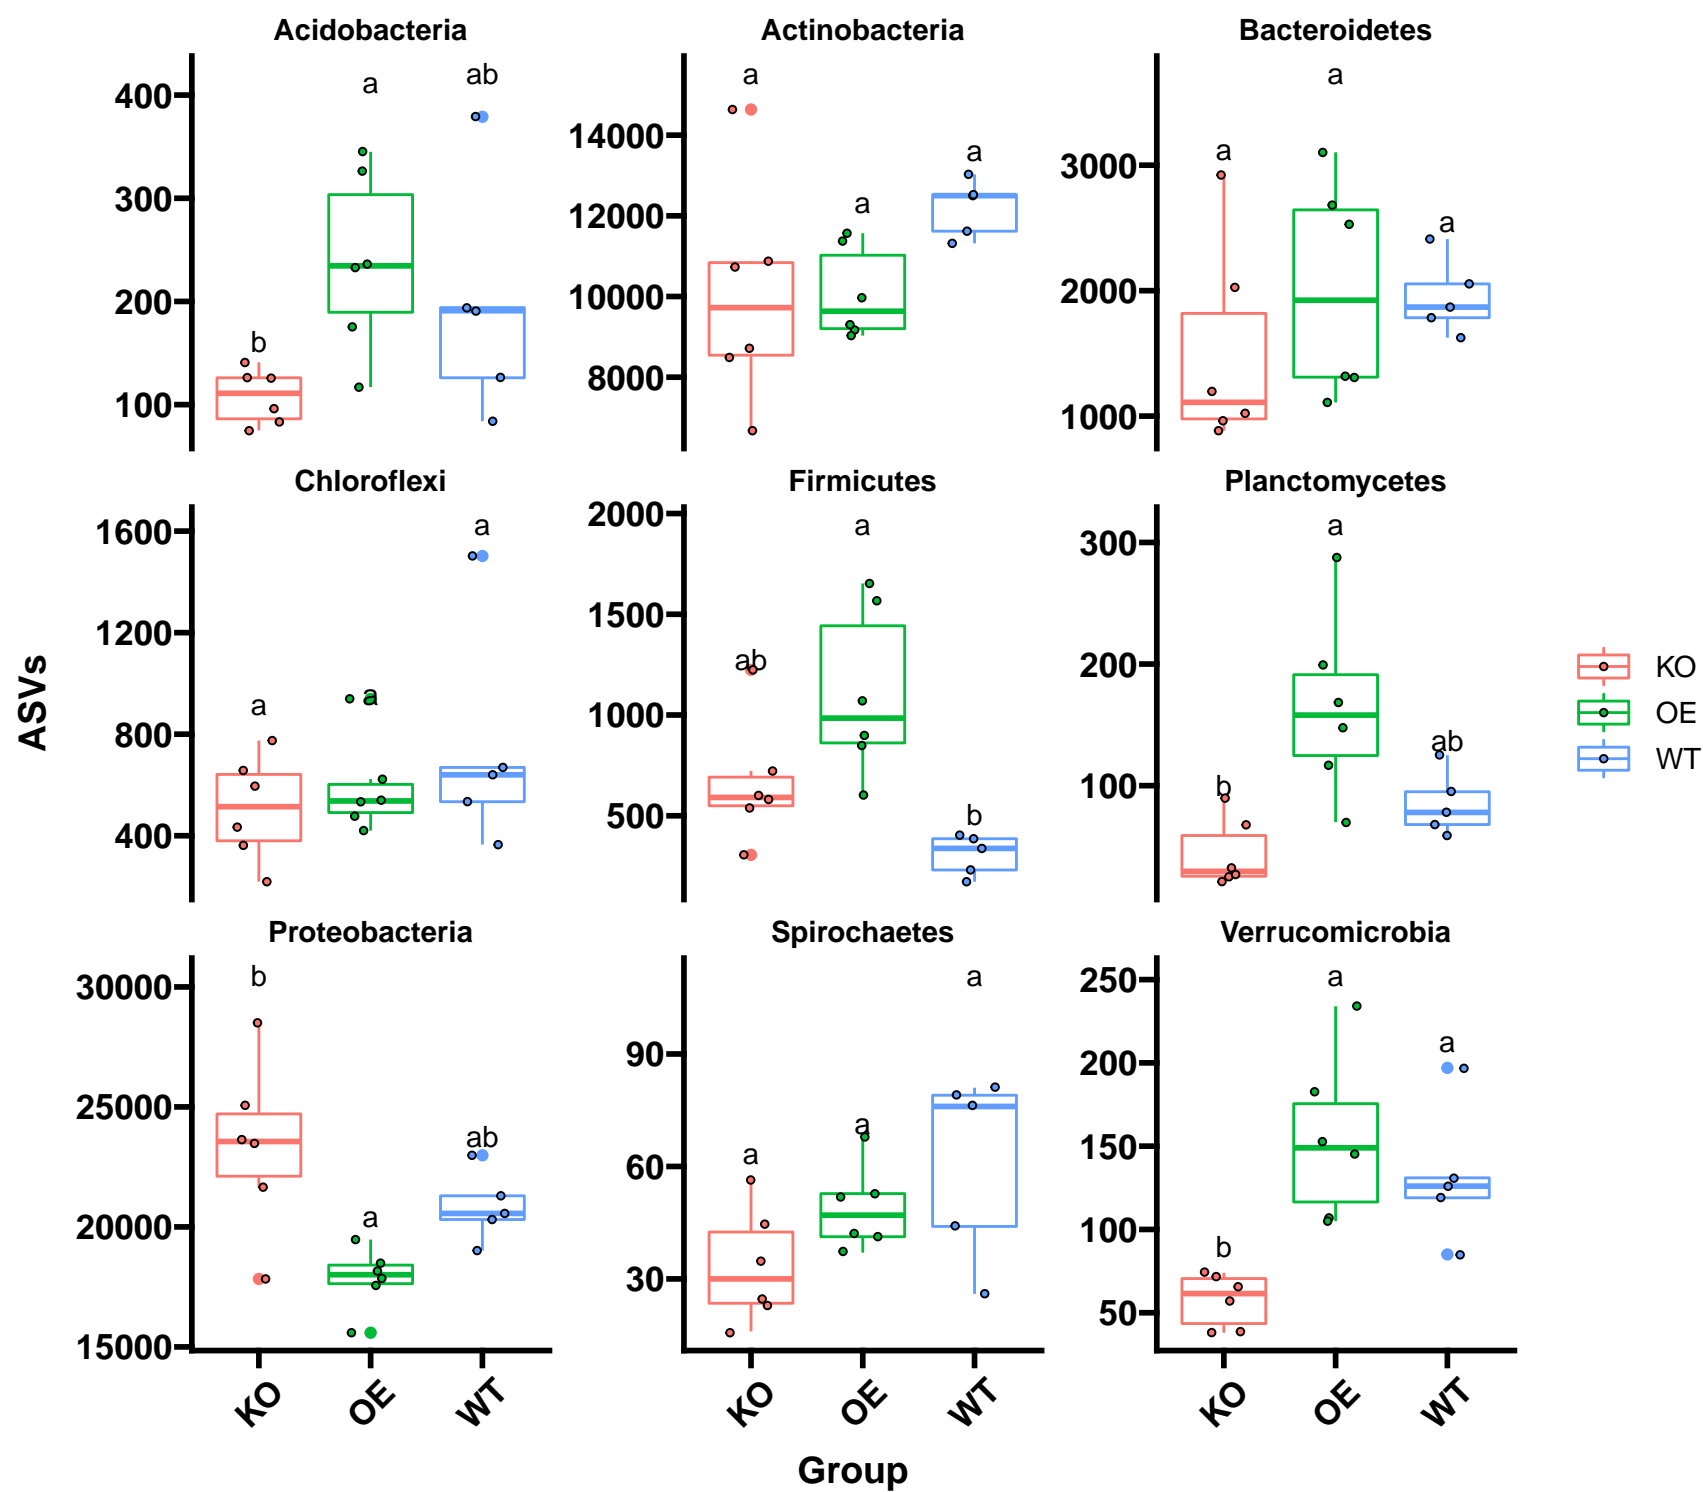 Acidobacteria
Actinobacteria
Bacteroidetes
400
300
200
100
b
a
ab
14000
12000
10000
8000
a
a
a
3000
2000
1000
a
a
a
Chloroflexi
Firmicutes
Planctomycetes
1600
1200
800
400
a
a
a
2000
1500
1000
500
ab
a
b
300
200
100
b
a
ab
Proteobacteria
Spirochaetes
Verrucomicrobia
30000
25000
20000
15000
b
a
ab
90
60
30
a
a
a
250
200
150
100
50
b
a
a
KO
OE
WT
KO
OE
WT
KO
OE
WT
Group
ASVs
KO
OE
WT